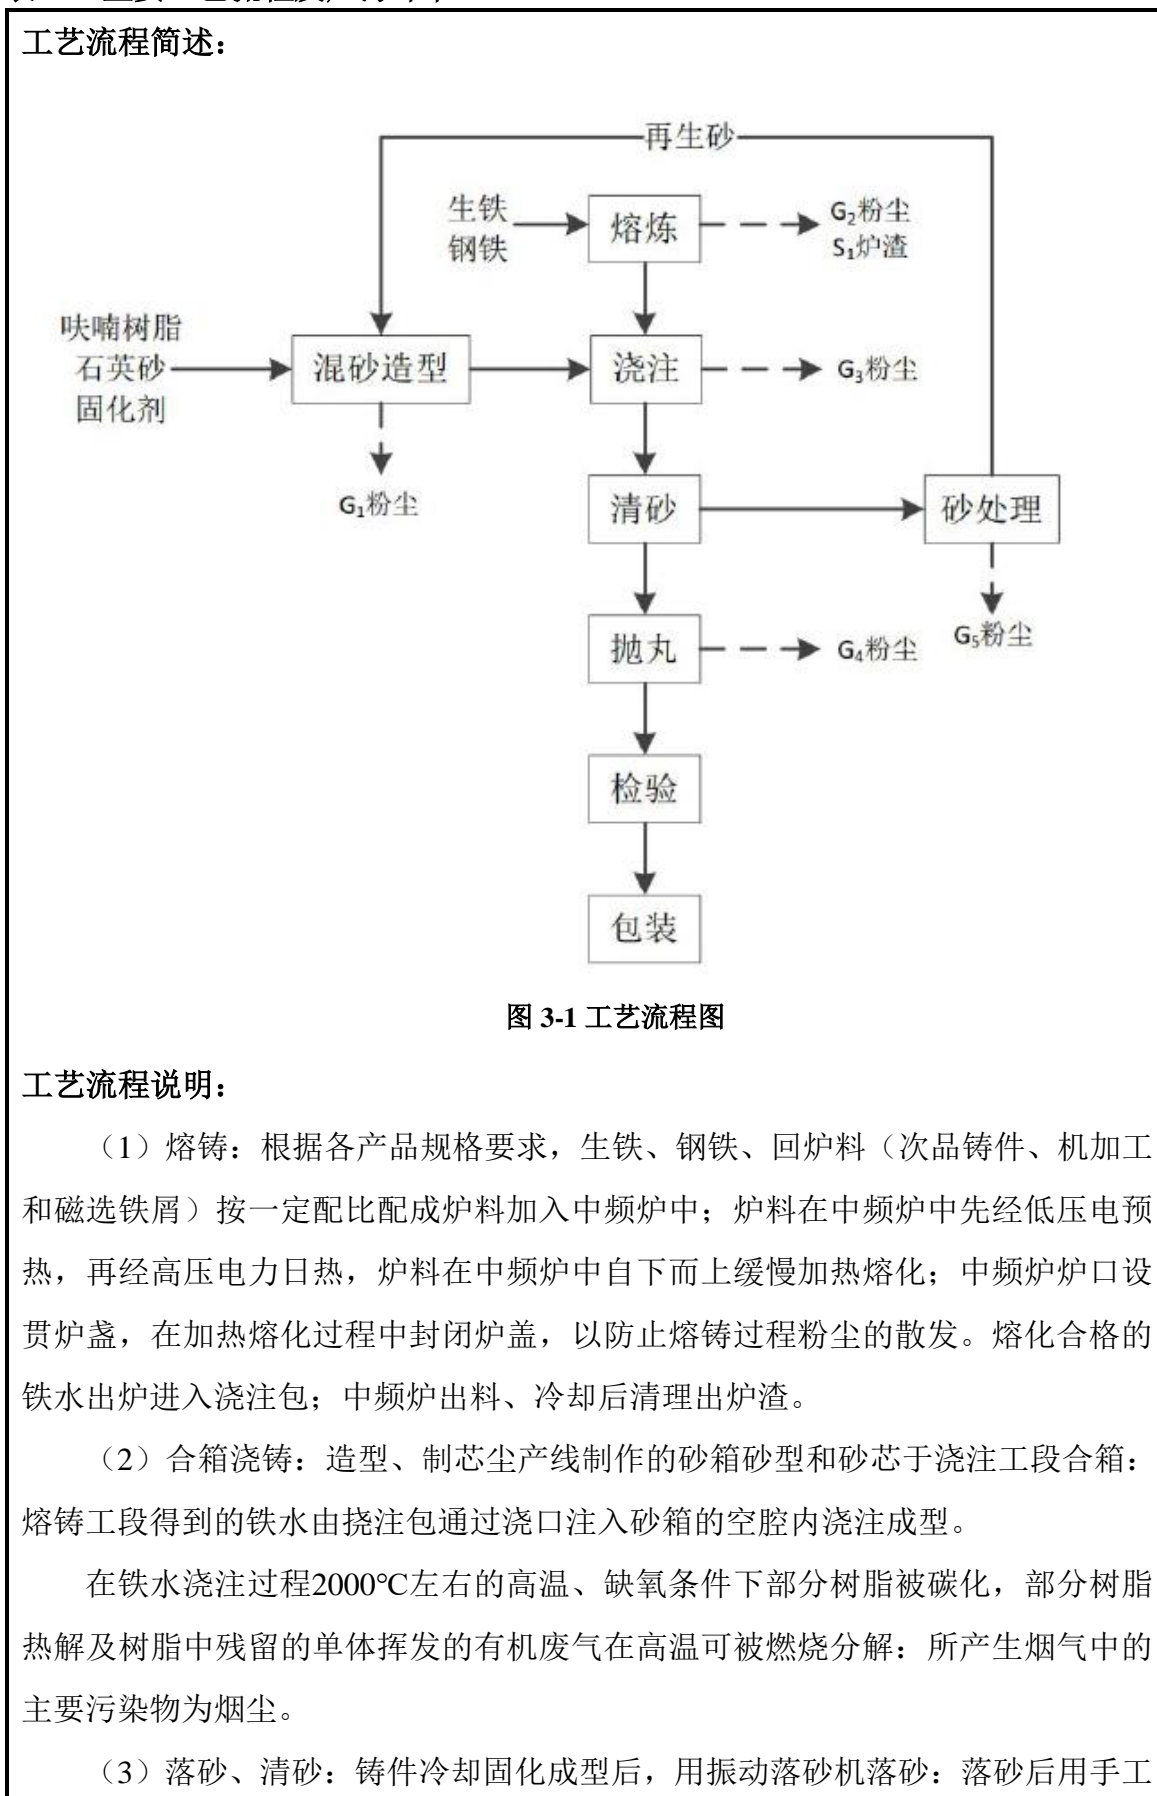 工艺流程简述：
再生砂
生铁
钢铁
熔炼
G₂粉尘
S₁炉渣
呋喃树脂
石英砂
固化剂
混砂造型
浇注
G₃粉尘
G₁粉尘
清砂
砂处理
抛丸
G₄粉尘
G₅粉尘
检验
包装
图 3-1 工艺流程图
工艺流程说明：
（1）熔铸：根据各产品规格要求，生铁、钢铁、回炉料（次品铸件、机加工
和磁选铁屑）按一定配比配成炉料加入中频炉中；炉料在中频炉中先经低压电预
热，再经高压电力日热，炉料在中频炉中自下而上缓慢加热熔化；中频炉炉口设
贯炉盏，在加热熔化过程中封闭炉盖，以防止熔铸过程粉尘的散发。熔化合格的
铁水出炉进入浇注包；中频炉出料、冷却后清理出炉渣。
（2）合箱浇铸：造型、制芯尘产线制作的砂箱砂型和砂芯于浇注工段合箱：
熔铸工段得到的铁水由挠注包通过浇口注入砂箱的空腔内浇注成型。
在铁水浇注过程2000℃左右的高温、缺氧条件下部分树脂被碳化，部分树脂
热解及树脂中残留的单体挥发的有机废气在高温可被燃烧分解：所产生烟气中的
主要污染物为烟尘。
（3）落砂、清砂：铸件冷却固化成型后，用振动落砂机落砂：落砂后用手工